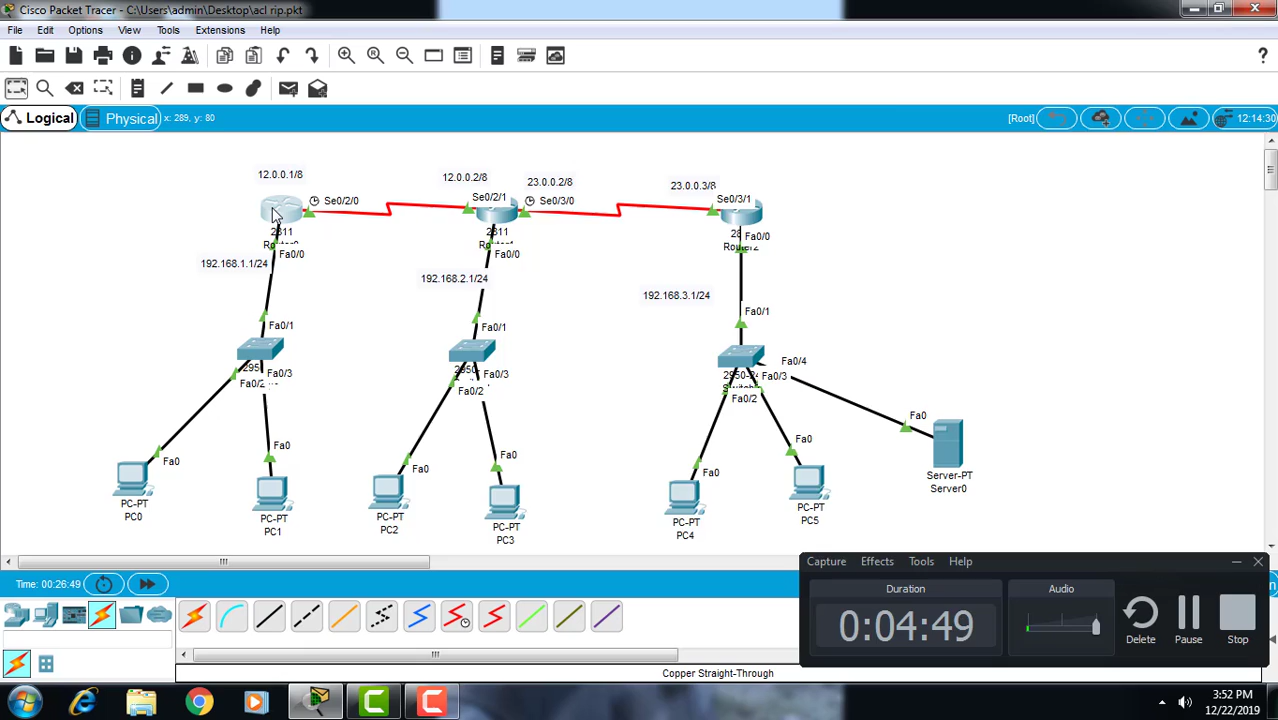 Cisco Packet Tracer - C:\Users\admin\Desktop\acl rip.pkt
File Edit Options View Tools Extensions Help
Logical Physical x: 289, y: 80 [Root] 12:14:30
12.0.0.1/8
12.0.0.2/8
23.0.0.2/8
23.0.0.3/8
Se0/2/0
Se0/2/1
Se0/3/0
Se0/3/1
2811
Fa0/0
2811
Fa0/0
28
Router2
Fa0/0
192.168.1.1/24
192.168.2.1/24
192.168.3.1/24
Fa0/1
Fa0/1
Fa0/1
Fa0/3
Fa0/2
2950
Fa0/3
Fa0/2
2950-24
Fa0/4
Fa0/3
Fa0/2
Fa0
Fa0
Fa0
Fa0
Fa0
Fa0
Fa0
PC-PT
PC0
PC-PT
PC1
PC-PT
PC2
PC-PT
PC3
PC-PT
PC4
PC-PT
PC5
Server-PT
Server0
Time: 00:26:49
Capture Effects Tools Help
Duration
0:04:49
Audio
Delete Pause Stop
Copper Straight-Through
3:52 PM
12/22/2019